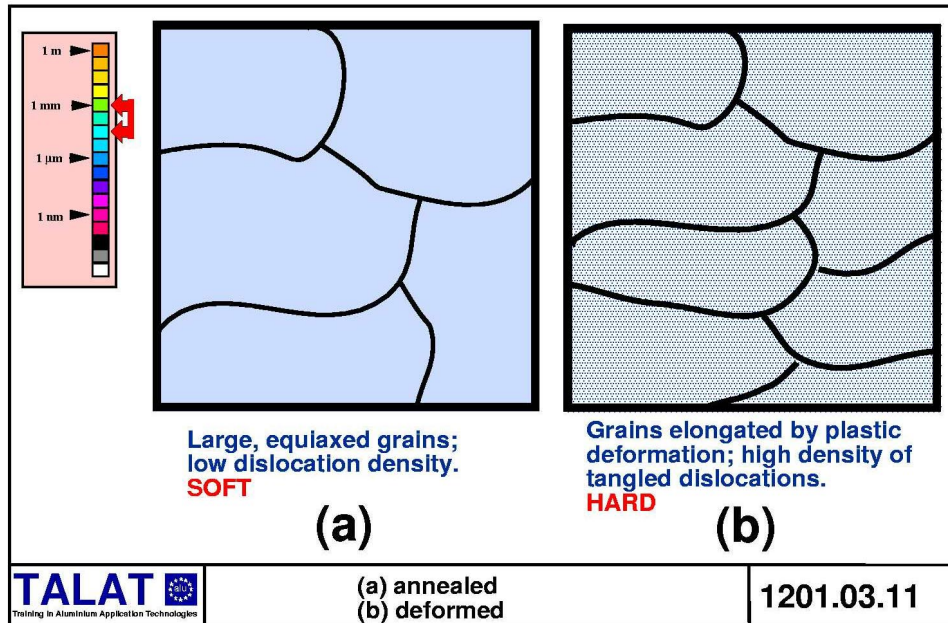 1 m
1 mm
1 µm
1 nm
Large, equiaxed grains;
low dislocation density.
SOFT
(a)
Grains elongated by plastic
deformation; high density of
tangled dislocations.
HARD
(b)
TALAT
alu
Training in Aluminium Application Technologies
(a) annealed
(b) deformed
1201.03.11